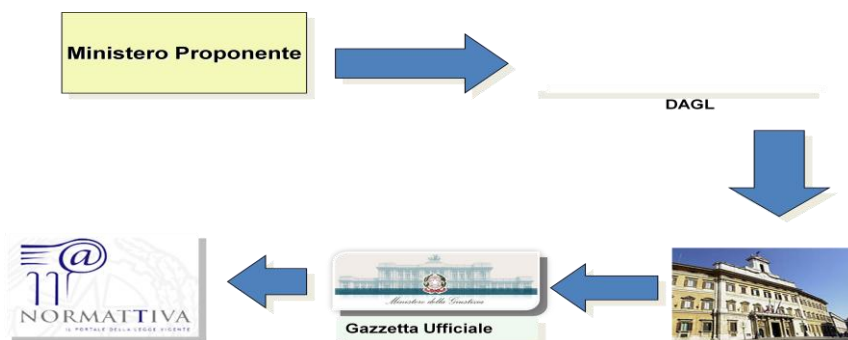 Ministero Proponente
DAGL
Ministero della Giustizia
Gazzetta Ufficiale
NORMATTIVA
IL PORTALE DELLA LEGGE VIGENTE